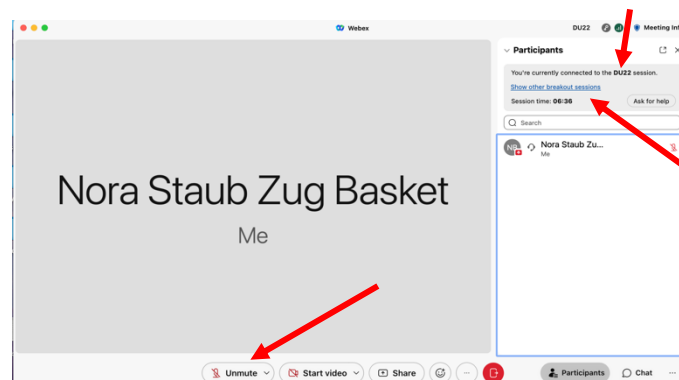 Webex
DU22
Meeting Inf
Participants
You're currently connected to the DU22 session.
Show other breakout sessions
Session time: 06:36
Ask for help
Search
NB
Nora Staub Zu...
Me
Nora Staub Zug Basket
Me
Unmute
Start video
Share
Participants
Chat